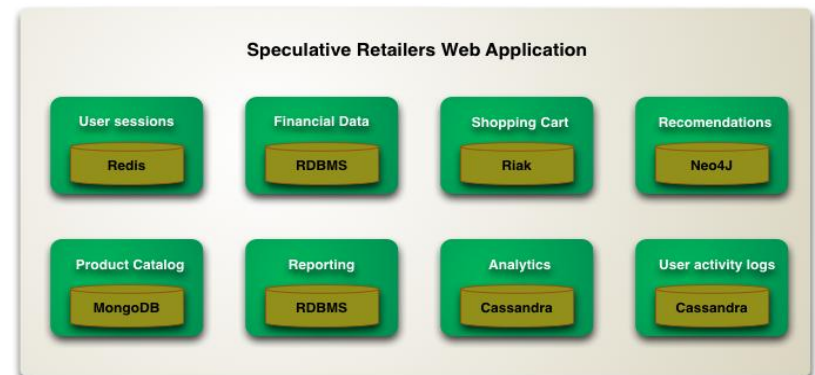 Speculative Retailers Web Application
User sessions
Redis
Financial Data
RDBMS
Shopping Cart
Riak
Recomendations
Neo4J
Product Catalog
MongoDB
Reporting
RDBMS
Analytics
Cassandra
User activity logs
Cassandra